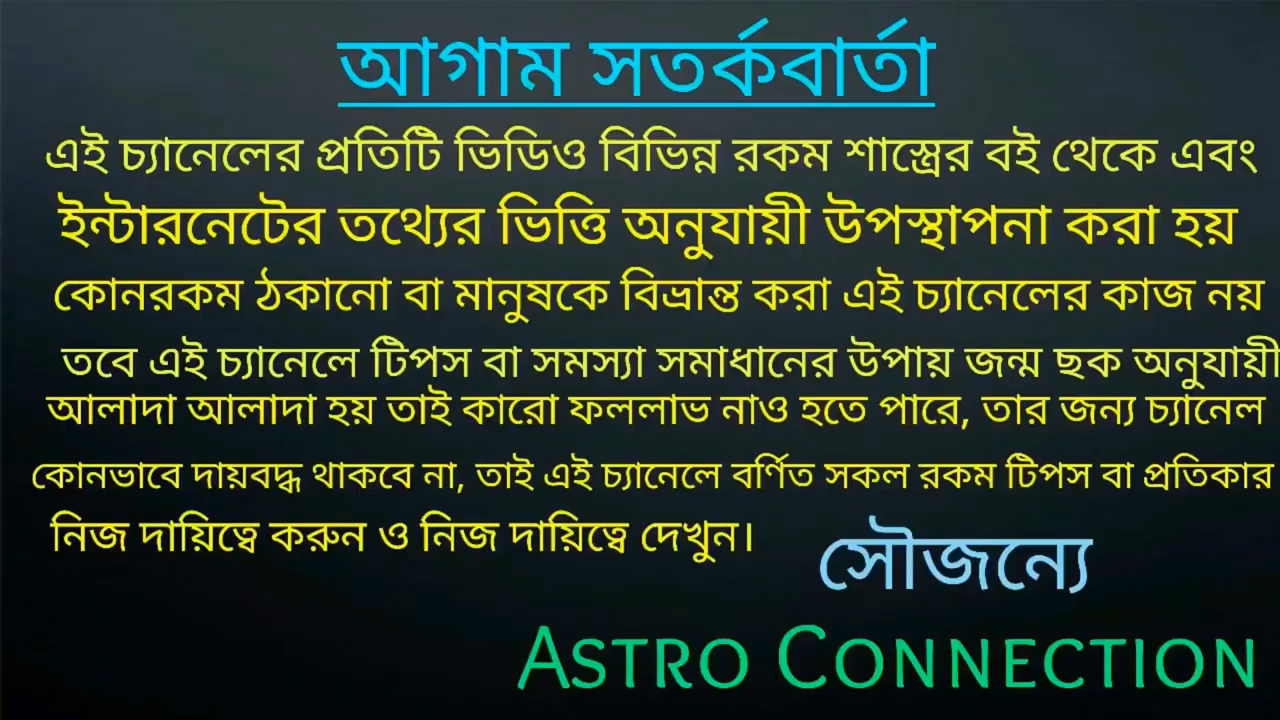 আগাম সতর্কবার্তা
এই চ্যানেলের প্রতিটি ভিডিও বিভিন্ন রকম শাস্ত্রের বই থেকে এবং
ইন্টারনেটের তথ্যের ভিত্তি অনুযায়ী উপস্থাপনা করা হয়
কোনরকম ঠকানো বা মানুষকে বিভ্রান্ত করা এই চ্যানেলের কাজ নয়
তবে এই চ্যানেলে টিপস বা সমস্যা সমাধানের উপায় জন্ম ছক অনুযায়ী
আলাদা আলাদা হয় তাই কারো ফললাভ নাও হতে পারে, তার জন্য চ্যানেল
কোনভাবে দায়বদ্ধ থাকবে না, তাই এই চ্যানেলে বর্ণিত সকল রকম টিপস বা প্রতিকার
নিজ দায়িত্বে করুন ও নিজ দায়িত্বে দেখুন।
সৌজন্যে
ASTRO CONNECTION